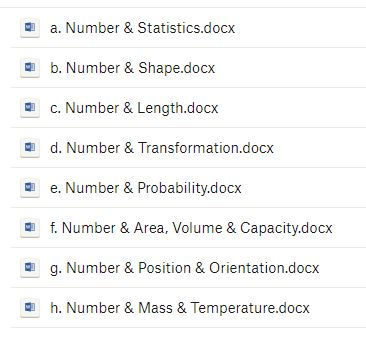 a. Number & Statistics.docx
b. Number & Shape.docx
c. Number & Length.docx
d. Number & Transformation.docx
e. Number & Probability.docx
f. Number & Area, Volume & Capacity.docx
g. Number & Position & Orientation.docx
h. Number & Mass & Temperature.docx